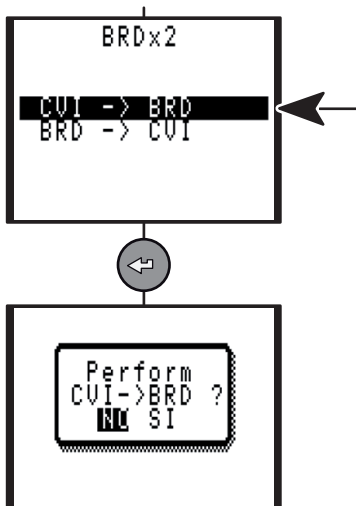 BRDx2
CVI -> BRD
BRD -> CVI
Perform
CVI->BRD ?
NO SI